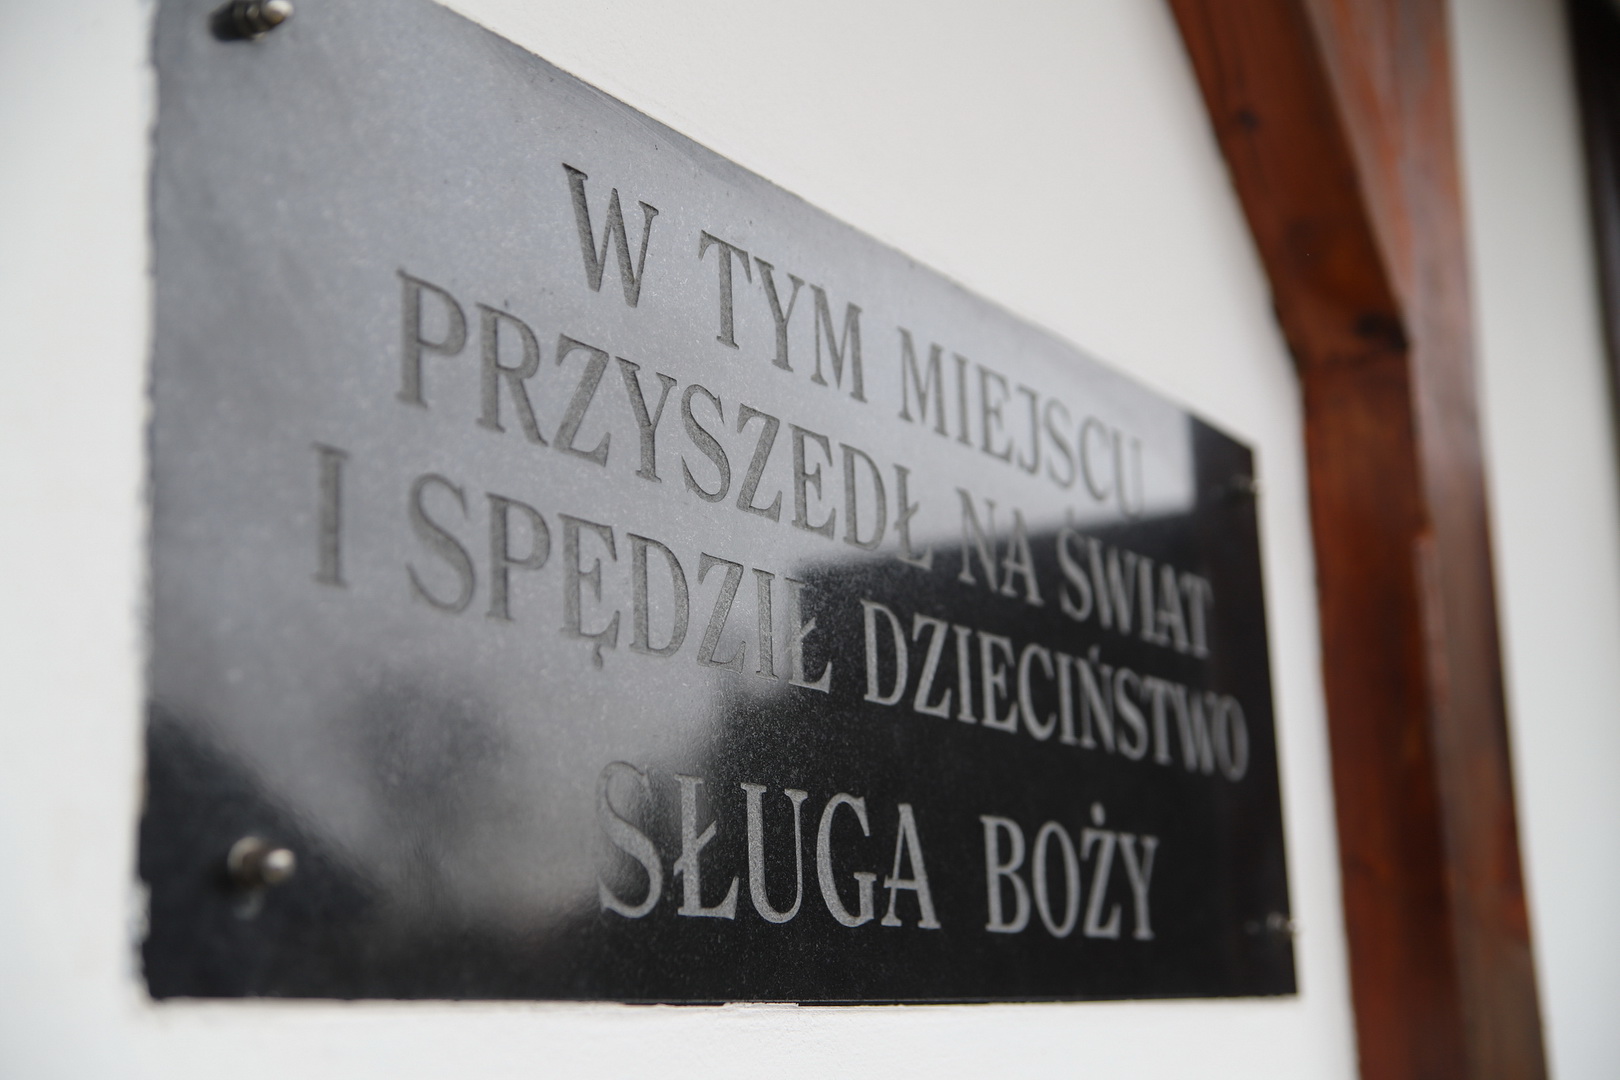 W TYM MIEJSCU
PRZYSZEDŁ NA ŚWIAT
I SPĘDZIŁ DZIECIŃSTWO
SŁUGA BOŻY